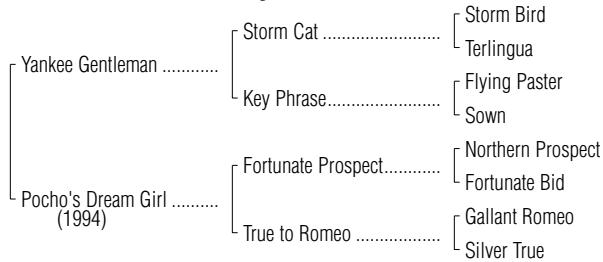 Storm Bird
Storm Cat ......................
Terlingua
Yankee Gentleman ............
Flying Paster
Key Phrase.....................
Sown
Northern Prospect
Fortunate Prospect...........
Fortunate Bid
Pocho's Dream Girl ..........
(1994)
Gallant Romeo
True to Romeo ................
Silver True